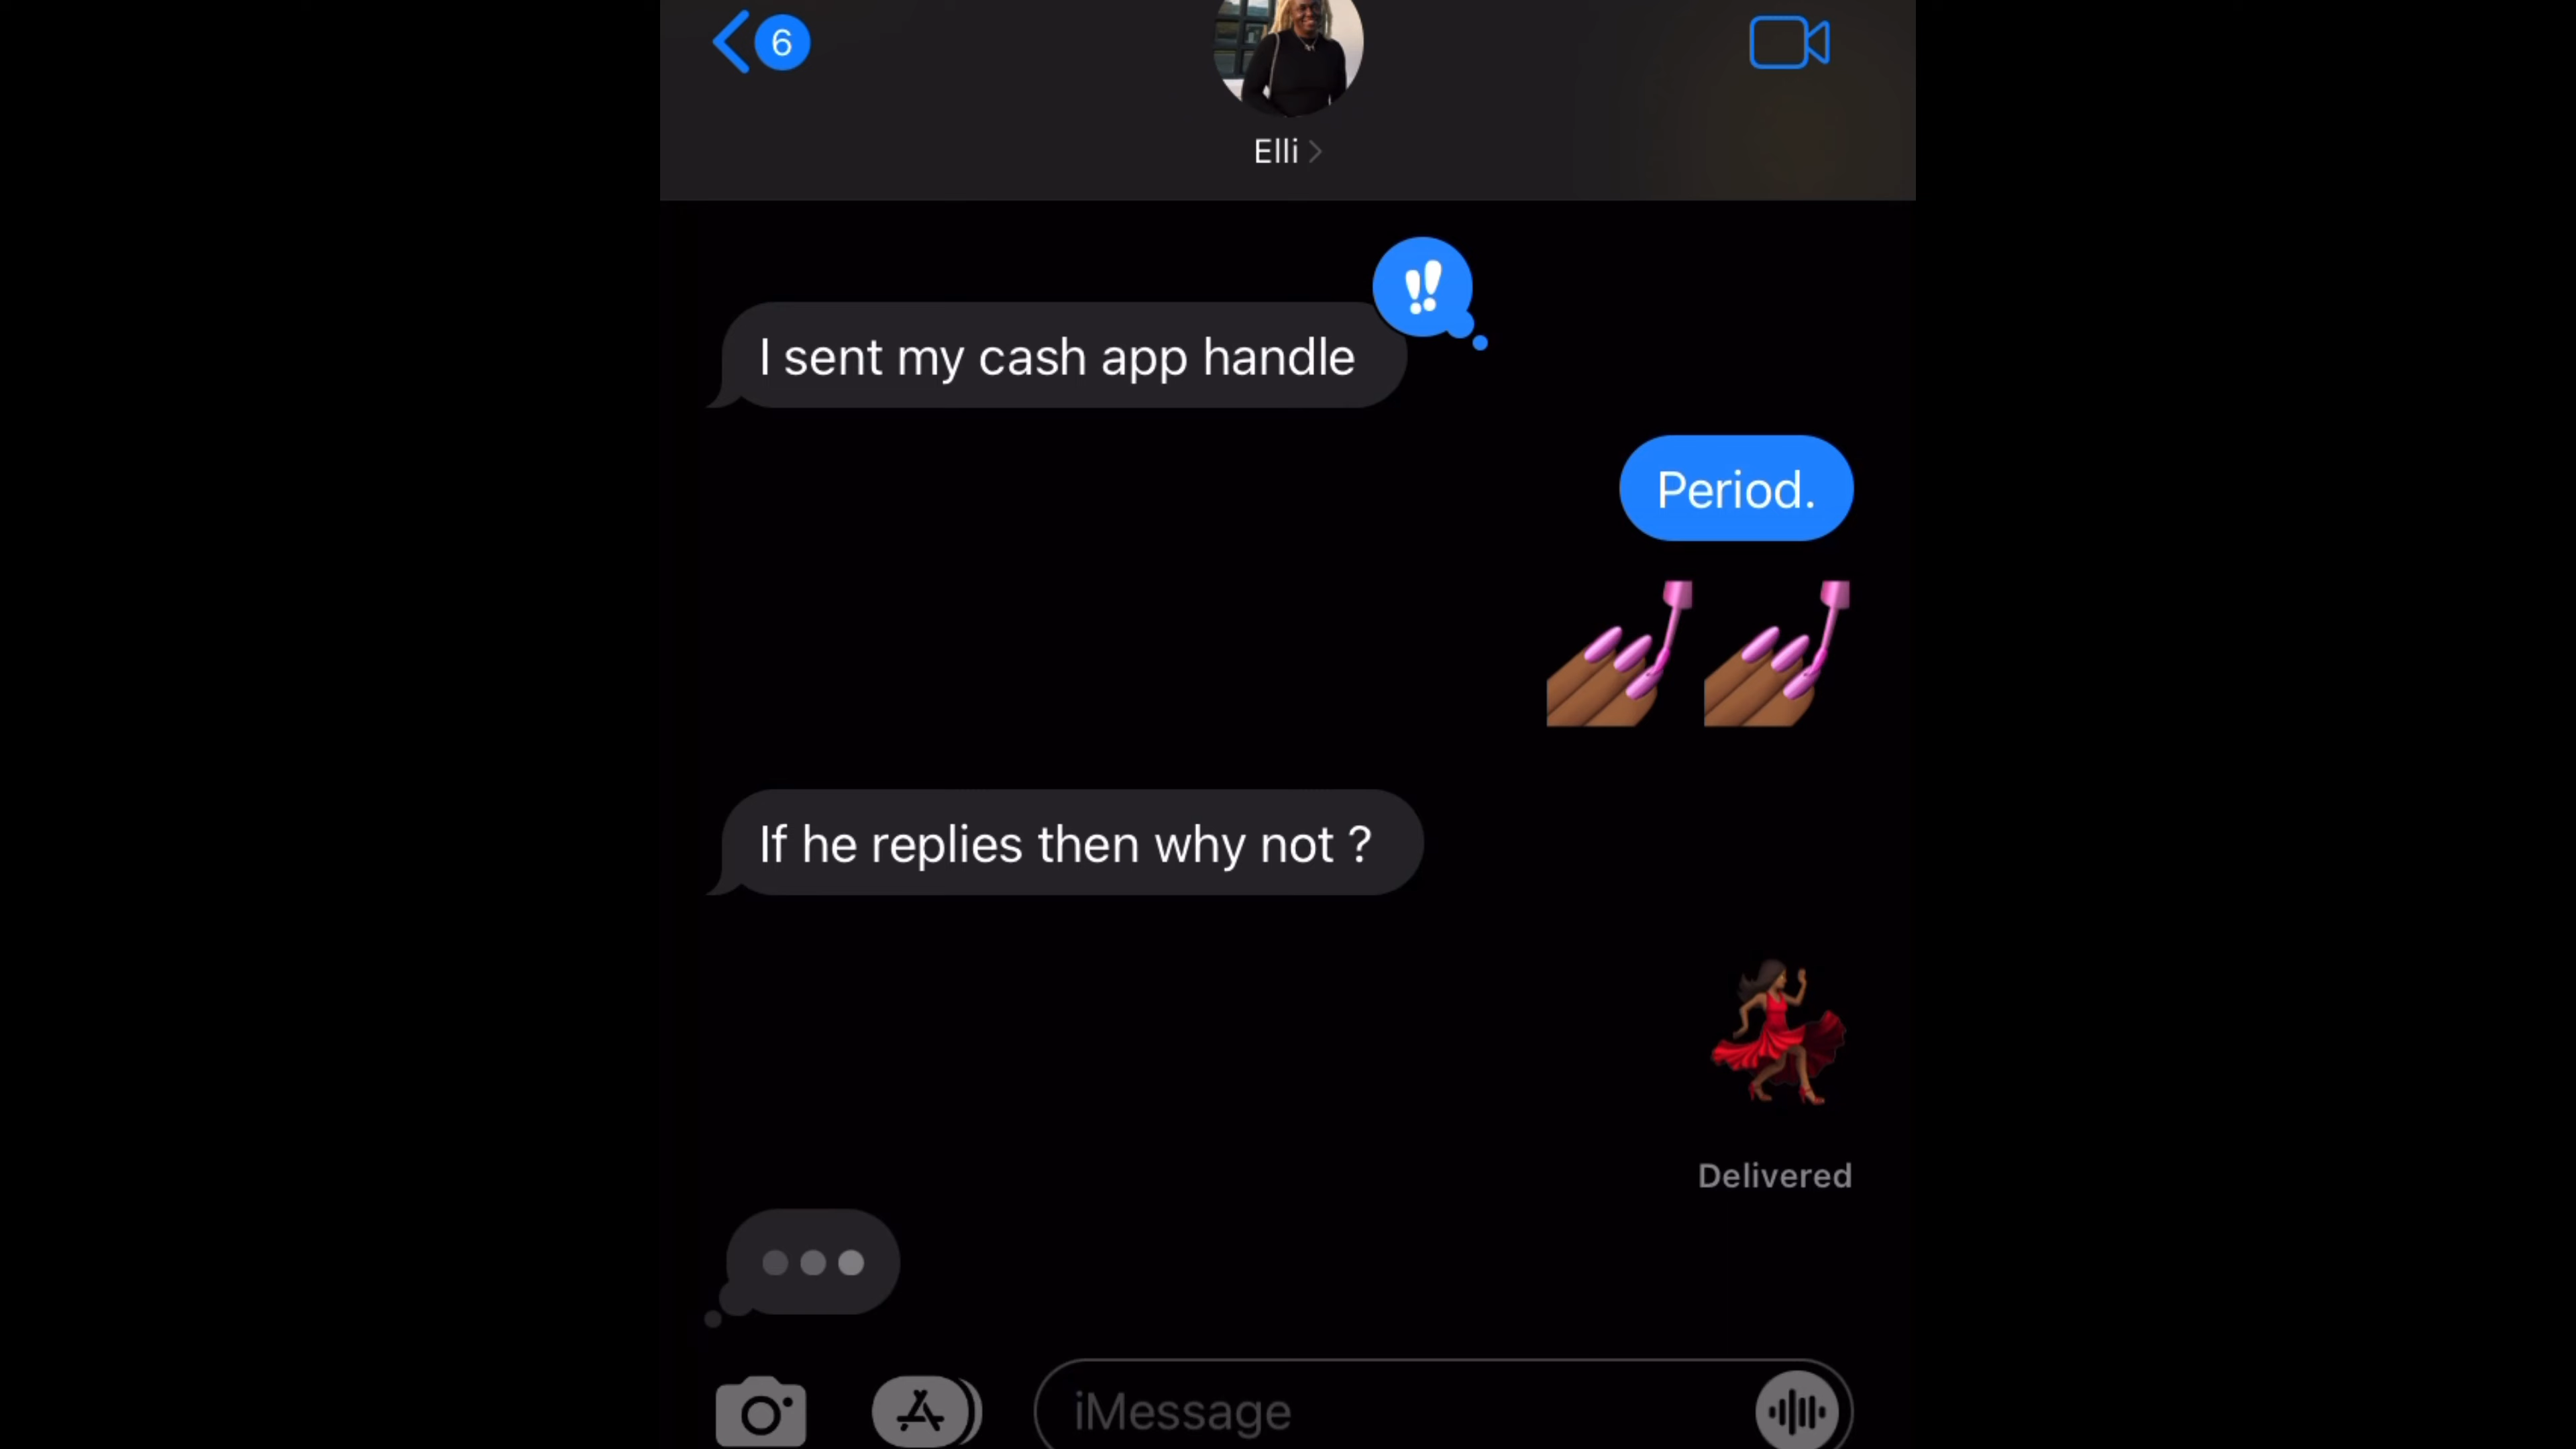 6
Elli
I sent my cash app handle
Period.
If he replies then why not ?
Delivered
iMessage